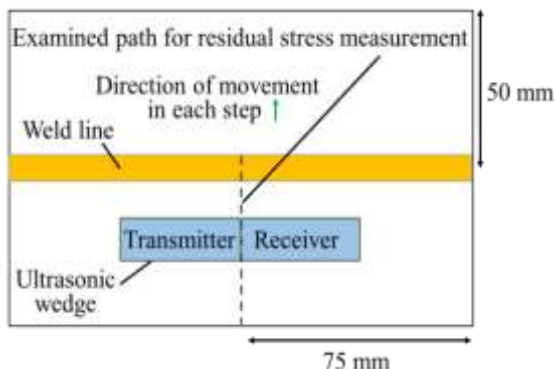 Examined path for residual stress measurement
Direction of movement
in each step ↑
50 mm
Weld line
Transmitter Receiver
Ultrasonic
wedge
75 mm